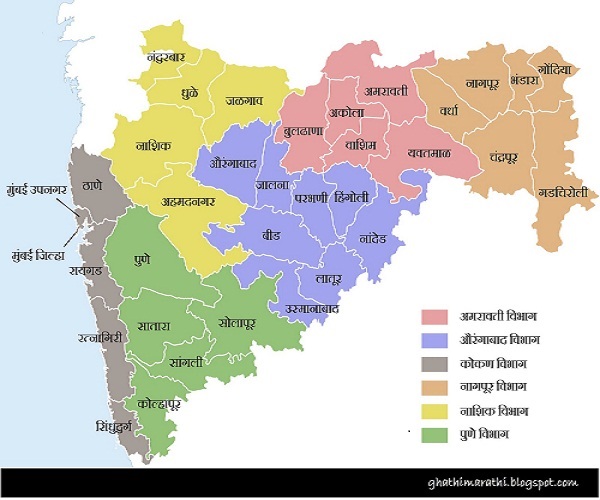 नंदुरबार
धुळे
जळगाव
नाशिक
अहमदनगर
औरंगाबाद
जालना
परभणी
हिंगोली
बीड
नांदेड
लातूर
उस्मानाबाद
बुलढाणा
अकोला
अमरावती
वाशिम
यवतमाळ
वर्धा
नागपूर
भंडारा
गोंदिया
चंद्रपूर
गडचिरोली
ठाणे
मुंबई उपनगर
मुंबई जिल्हा
रायगड
रत्नागिरी
सिंधुदुर्ग
पुणे
सातारा
सोलापूर
सांगली
कोल्हापूर
अमरावती विभाग
औरंगाबाद विभाग
कोकण विभाग
नागपूर विभाग
नाशिक विभाग
पुणे विभाग
ghathimarathi.blogspot.com